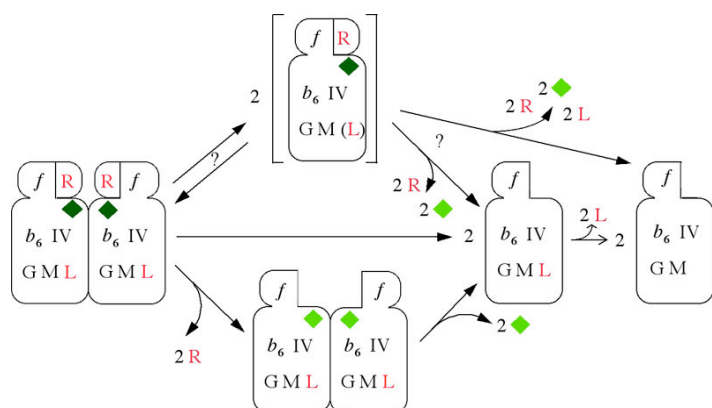 f R
b₆ IV
2
G M (L)
2
2 R
2 L
?
?
f R R f
2 R
2
f
b₆ IV b₆ IV
G M L G M L
2
b₆ IV
G M L
2 L
2
b₆ IV
G M
f f
2 R
b₆ IV b₆ IV
G M L G M L
2